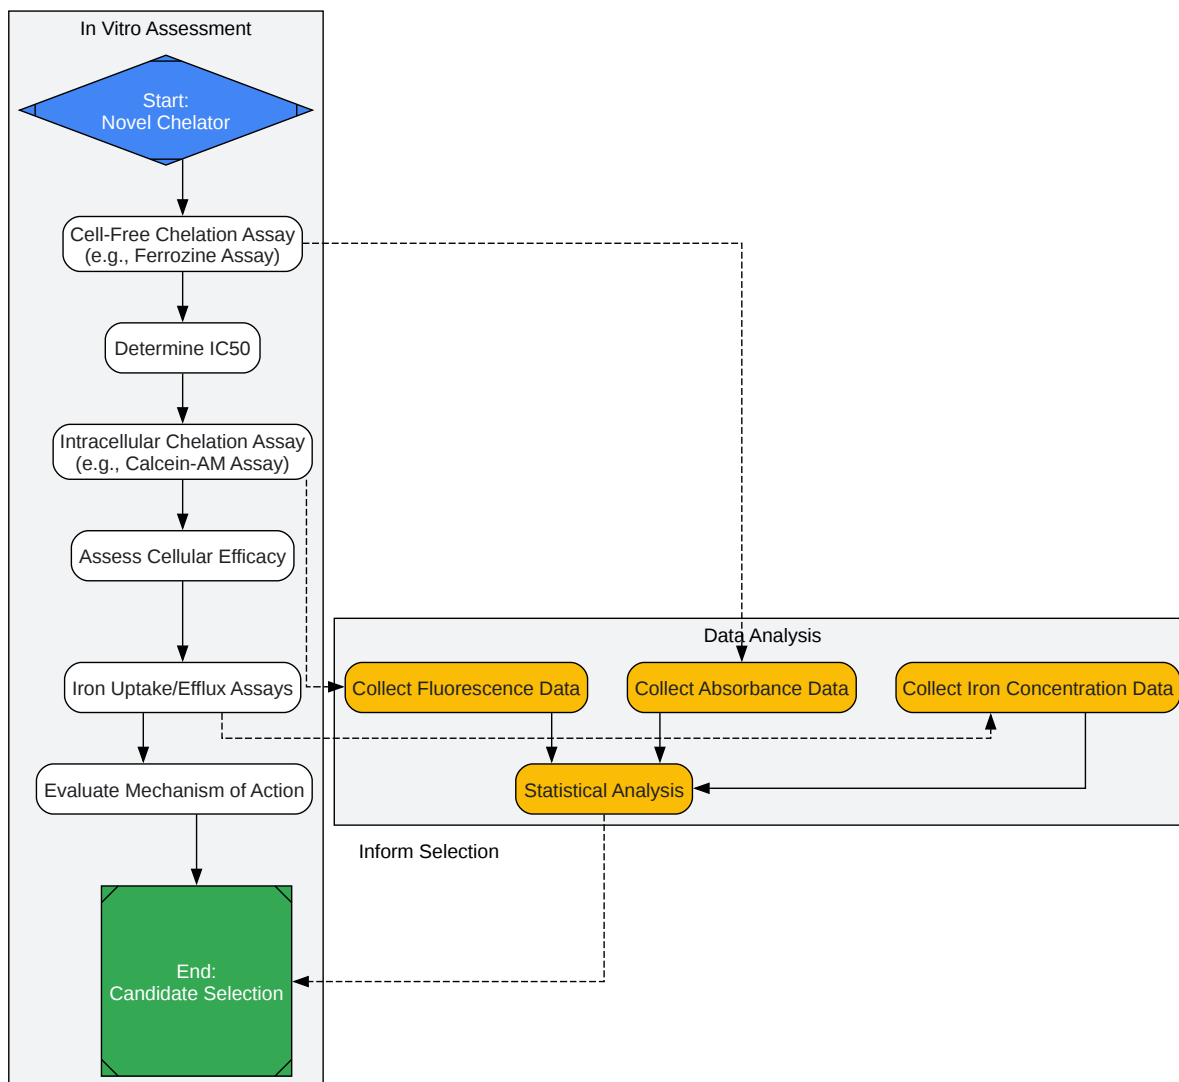 In Vitro Assessment
Start:
Novel Chelator
Cell-Free Chelation Assay
(e.g., Ferrozine Assay)
Determine IC50
Intracellular Chelation Assay
(e.g., Calcein-AM Assay)
Assess Cellular Efficacy
Iron Uptake/Efflux Assays
Evaluate Mechanism of Action
End:
Candidate Selection
Data Analysis
Collect Fluorescence Data
Collect Absorbance Data
Collect Iron Concentration Data
Statistical Analysis
Inform Selection